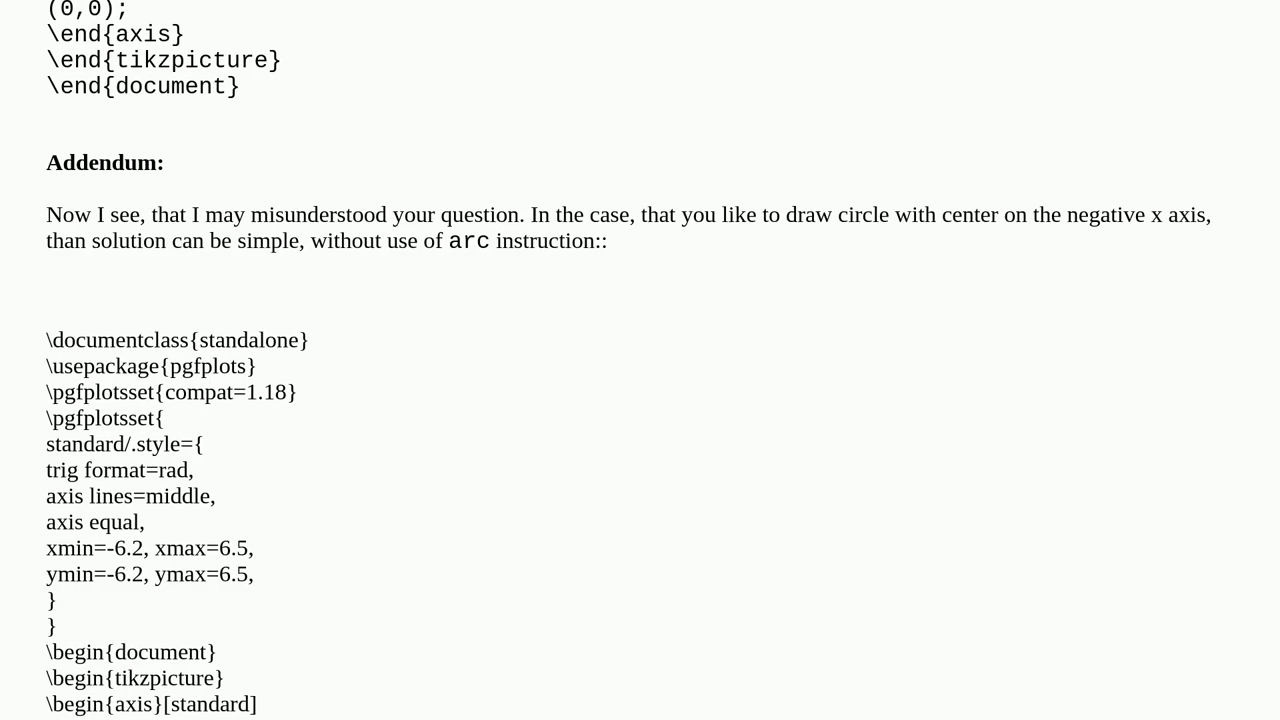 (0,0);
\end{axis}
\end{tikzpicture}
\end{document}
Addendum:
Now I see, that I may misunderstood your question. In the case, that you like to draw circle with center on the negative x axis,
than solution can be simple, without use of arc instruction::
\documentclass{standalone}
\usepackage{pgfplots}
\pgfplotsset{compat=1.18}
\pgfplotsset{
standard/.style={
trig format=rad,
axis lines=middle,
axis equal,
xmin=-6.2, xmax=6.5,
ymin=-6.2, ymax=6.5,
}
}
\begin{document}
\begin{tikzpicture}
\begin{axis}[standard]